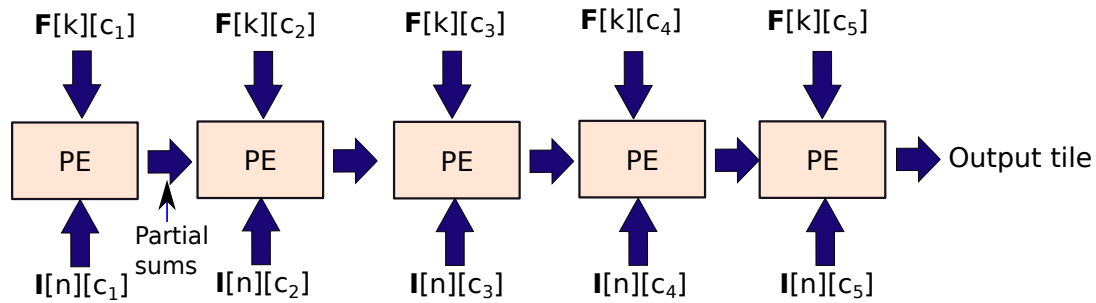 F[k][c₁] F[k][c₂] F[k][c₃] F[k][c₄] F[k][c₅]
PE PE PE PE PE Output tile
Partial
sums
I[n][c₁] I[n][c₂] I[n][c₃] I[n][c₄] I[n][c₅]